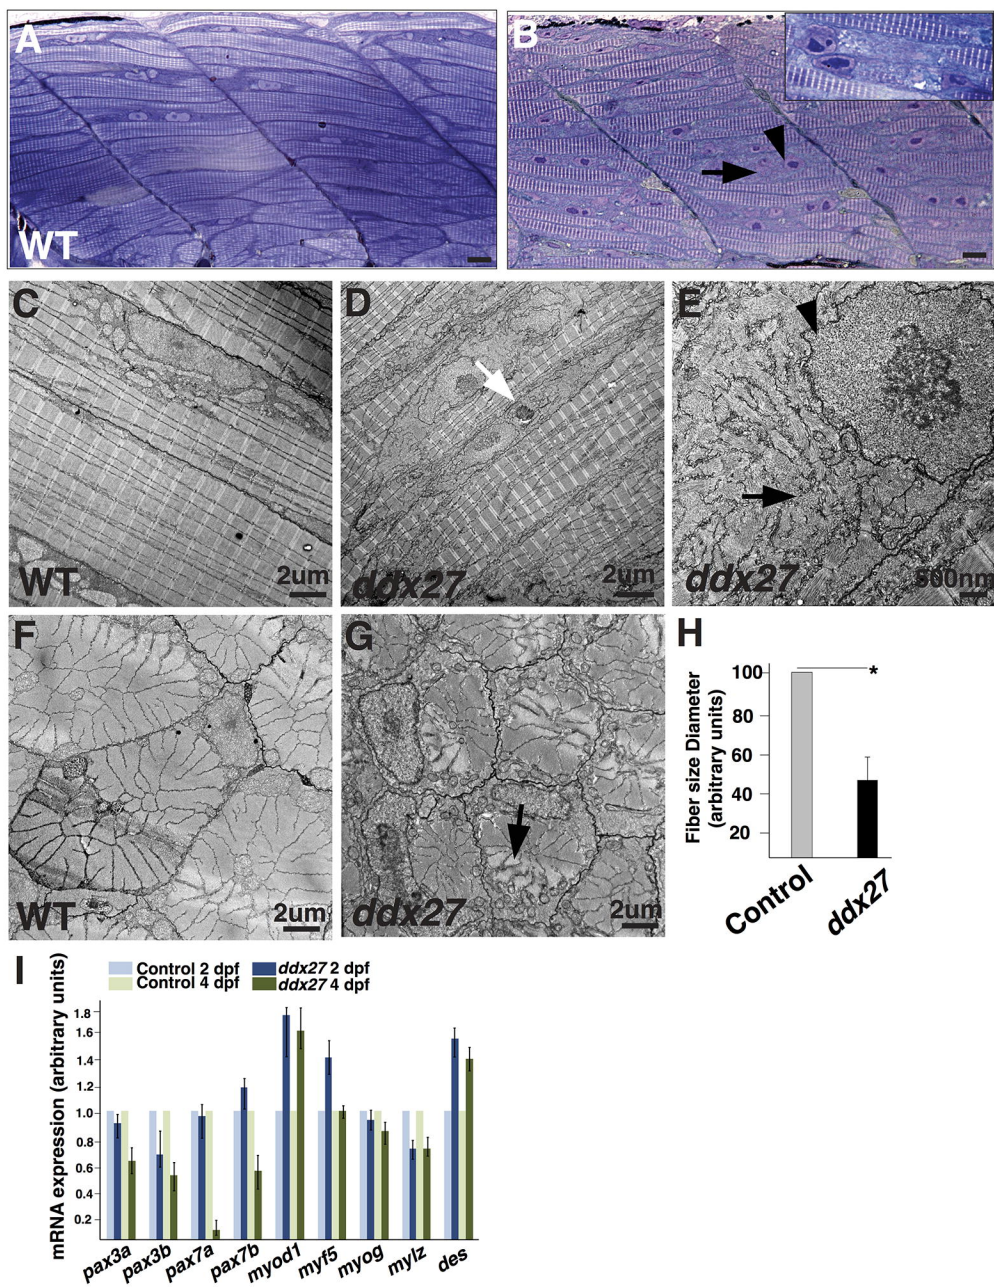 A
B
WT
C
D
E
WT
2um
ddx27
2um
ddx27
500nm
F
G
H
WT
2um
ddx27
2um
Fiber size Diameter
(arbitrary units)
100
80
60
40
20
*
Control
ddx27
I
Control 2 dpf
ddx27 2 dpf
Control 4 dpf
ddx27 4 dpf
mRNA expression (arbitrary units)
1.8
1.6
1.4
1.2
1.0
0.8
0.6
0.4
0.2
pax3a
pax3b
pax7a
pax7b
myod1
myf5
myog
mylz
des